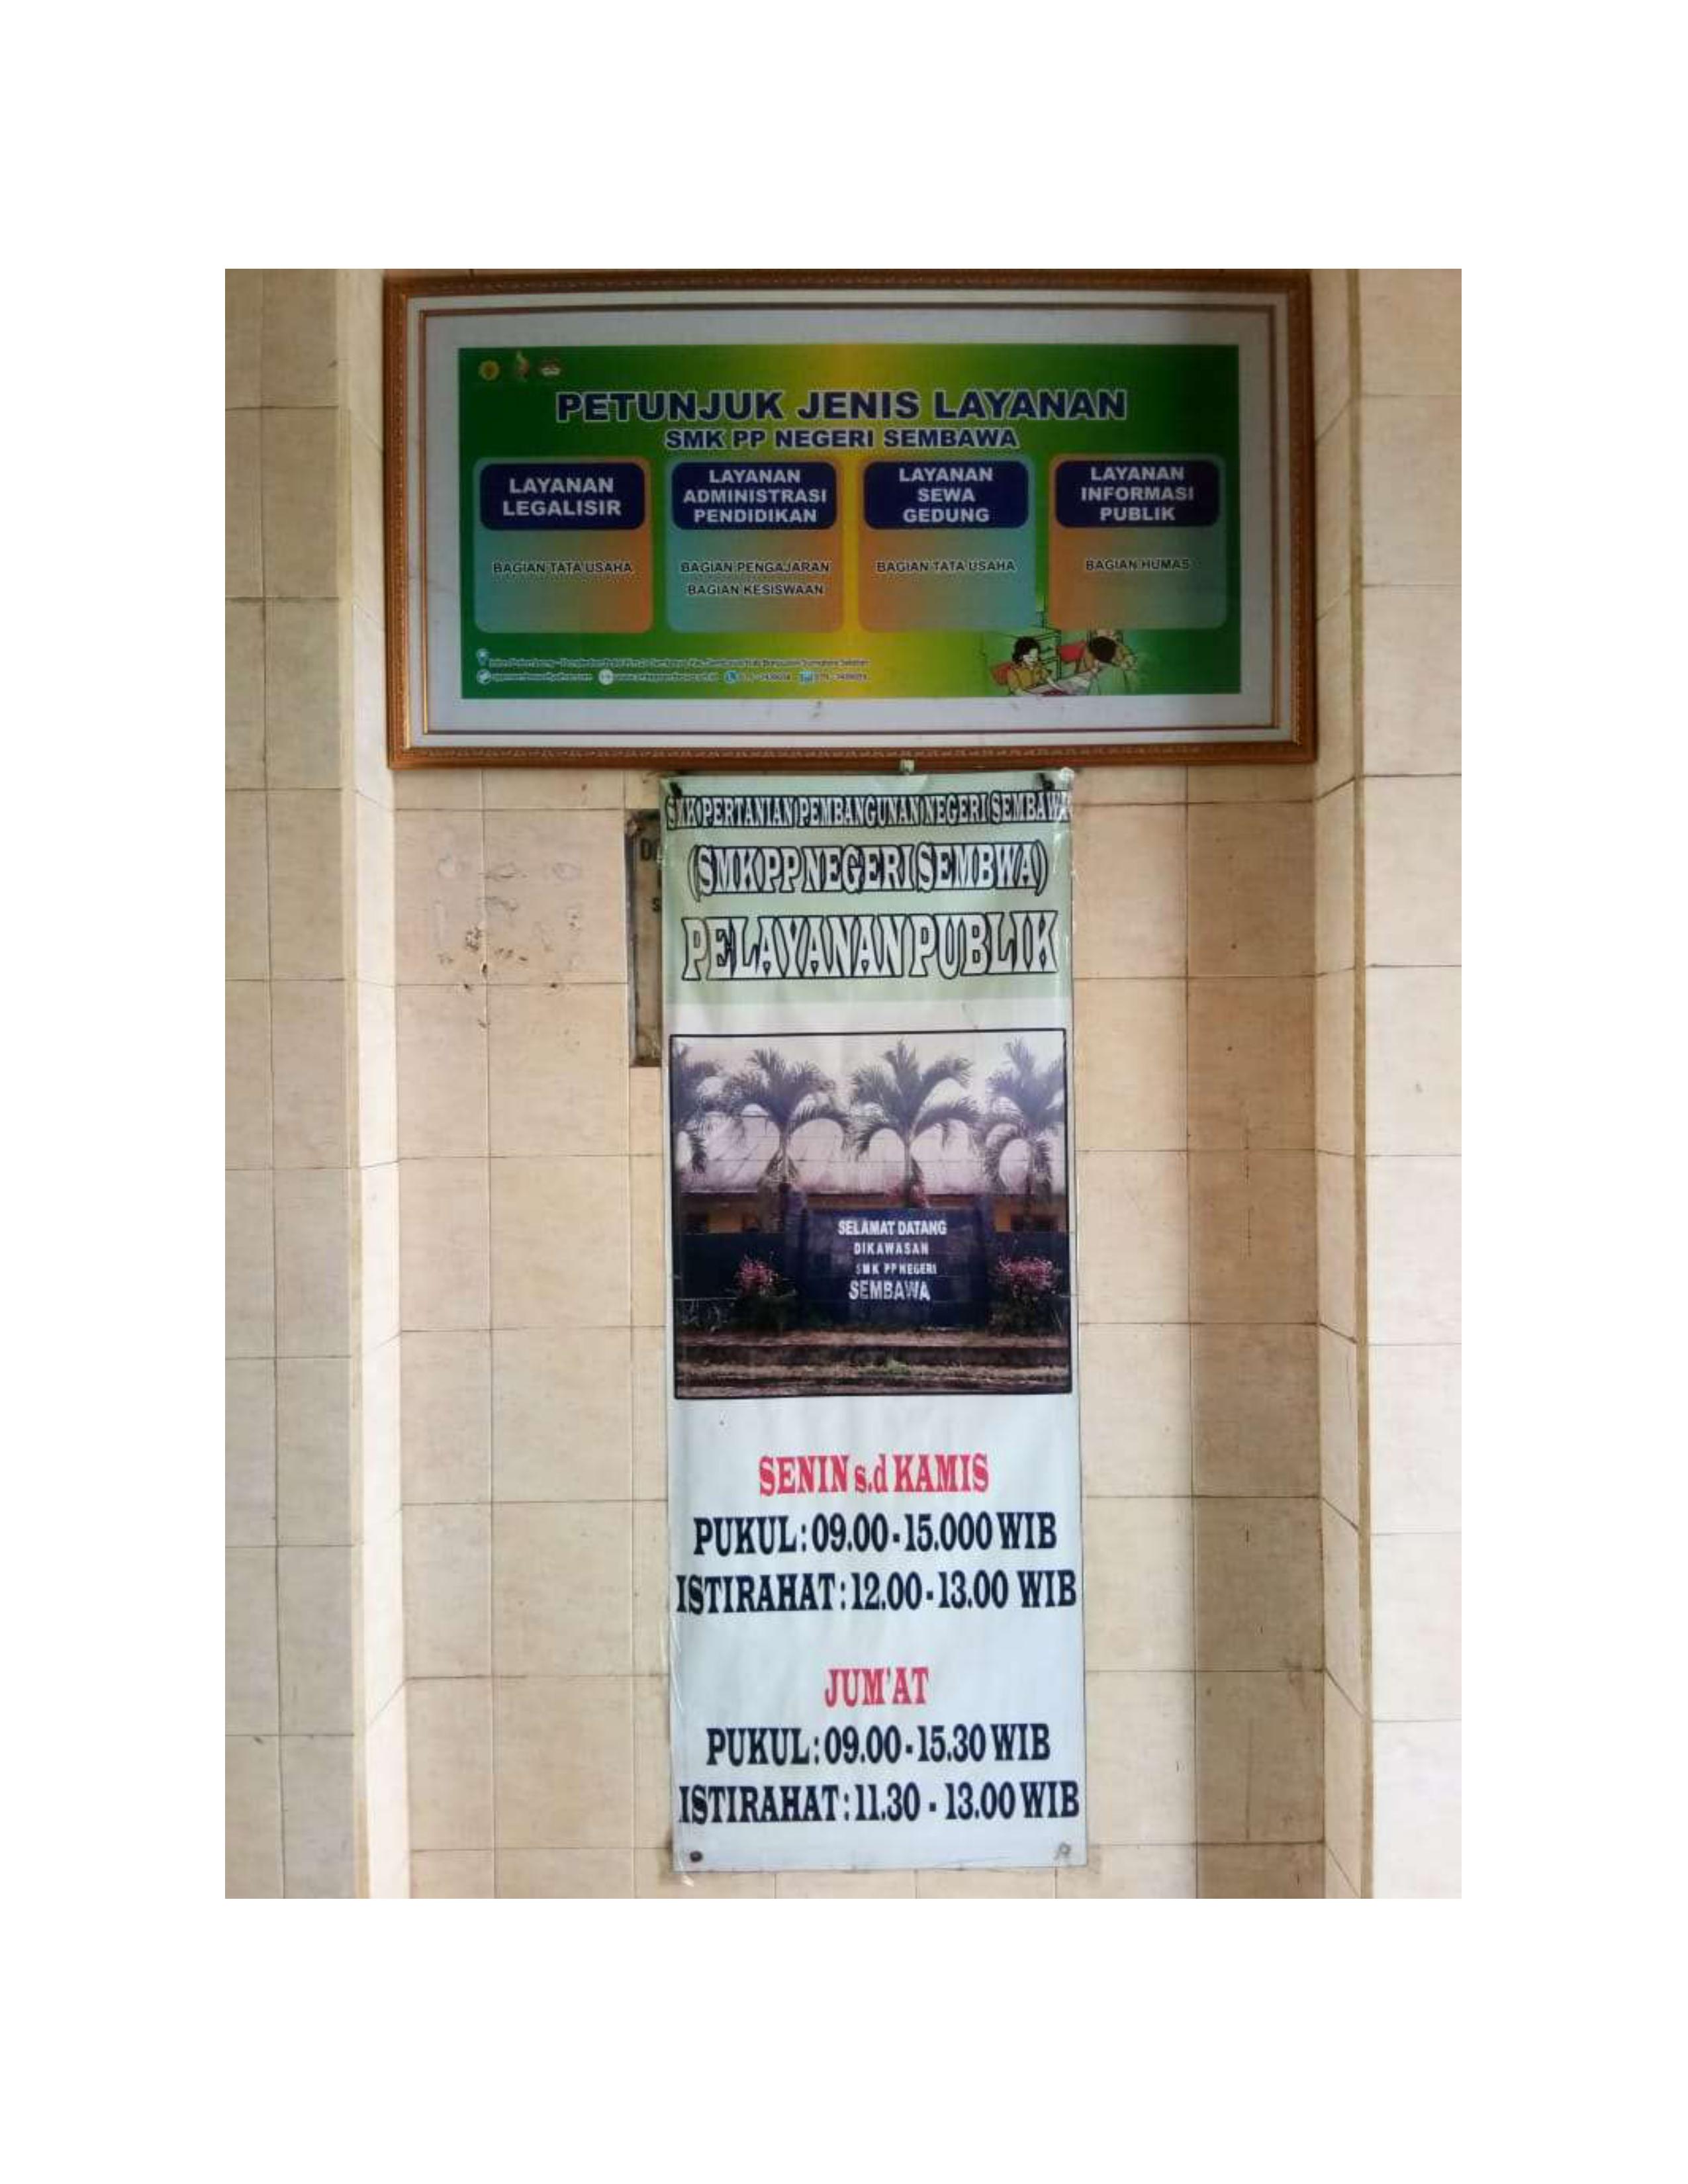 PETUNJUK JENIS LAYANAN
SMK PP NEGERI SEMBAWA
LAYANAN
LEGALISIR
BAGIAN TATA USAHA
LAYANAN
ADMINISTRASI
PENDIDIKAN
BAGIAN PENGAJARAN
BAGIAN KESISWAAN
LAYANAN
SEWA
GEDUNG
BAGIAN TATA USAHA
LAYANAN
INFORMASI
PUBLIK
BAGIAN HUMAS
SMK PERTANIAN PEMBANGUNAN NEGERI SEMBAWA
(SMK PP NEGERI SEMBWA)
PELAYANAN PUBLIK
SELAMAT DATANG
DIKAWASAN
SMK PP NEGERI
SEMBAWA
SENIN s.d KAMIS
PUKUL : 09.00 - 15.000 WIB
ISTIRAHAT : 12.00 - 13.00 WIB
JUM'AT
PUKUL : 09.00 - 15.30 WIB
ISTIRAHAT : 11.30 - 13.00 WIB